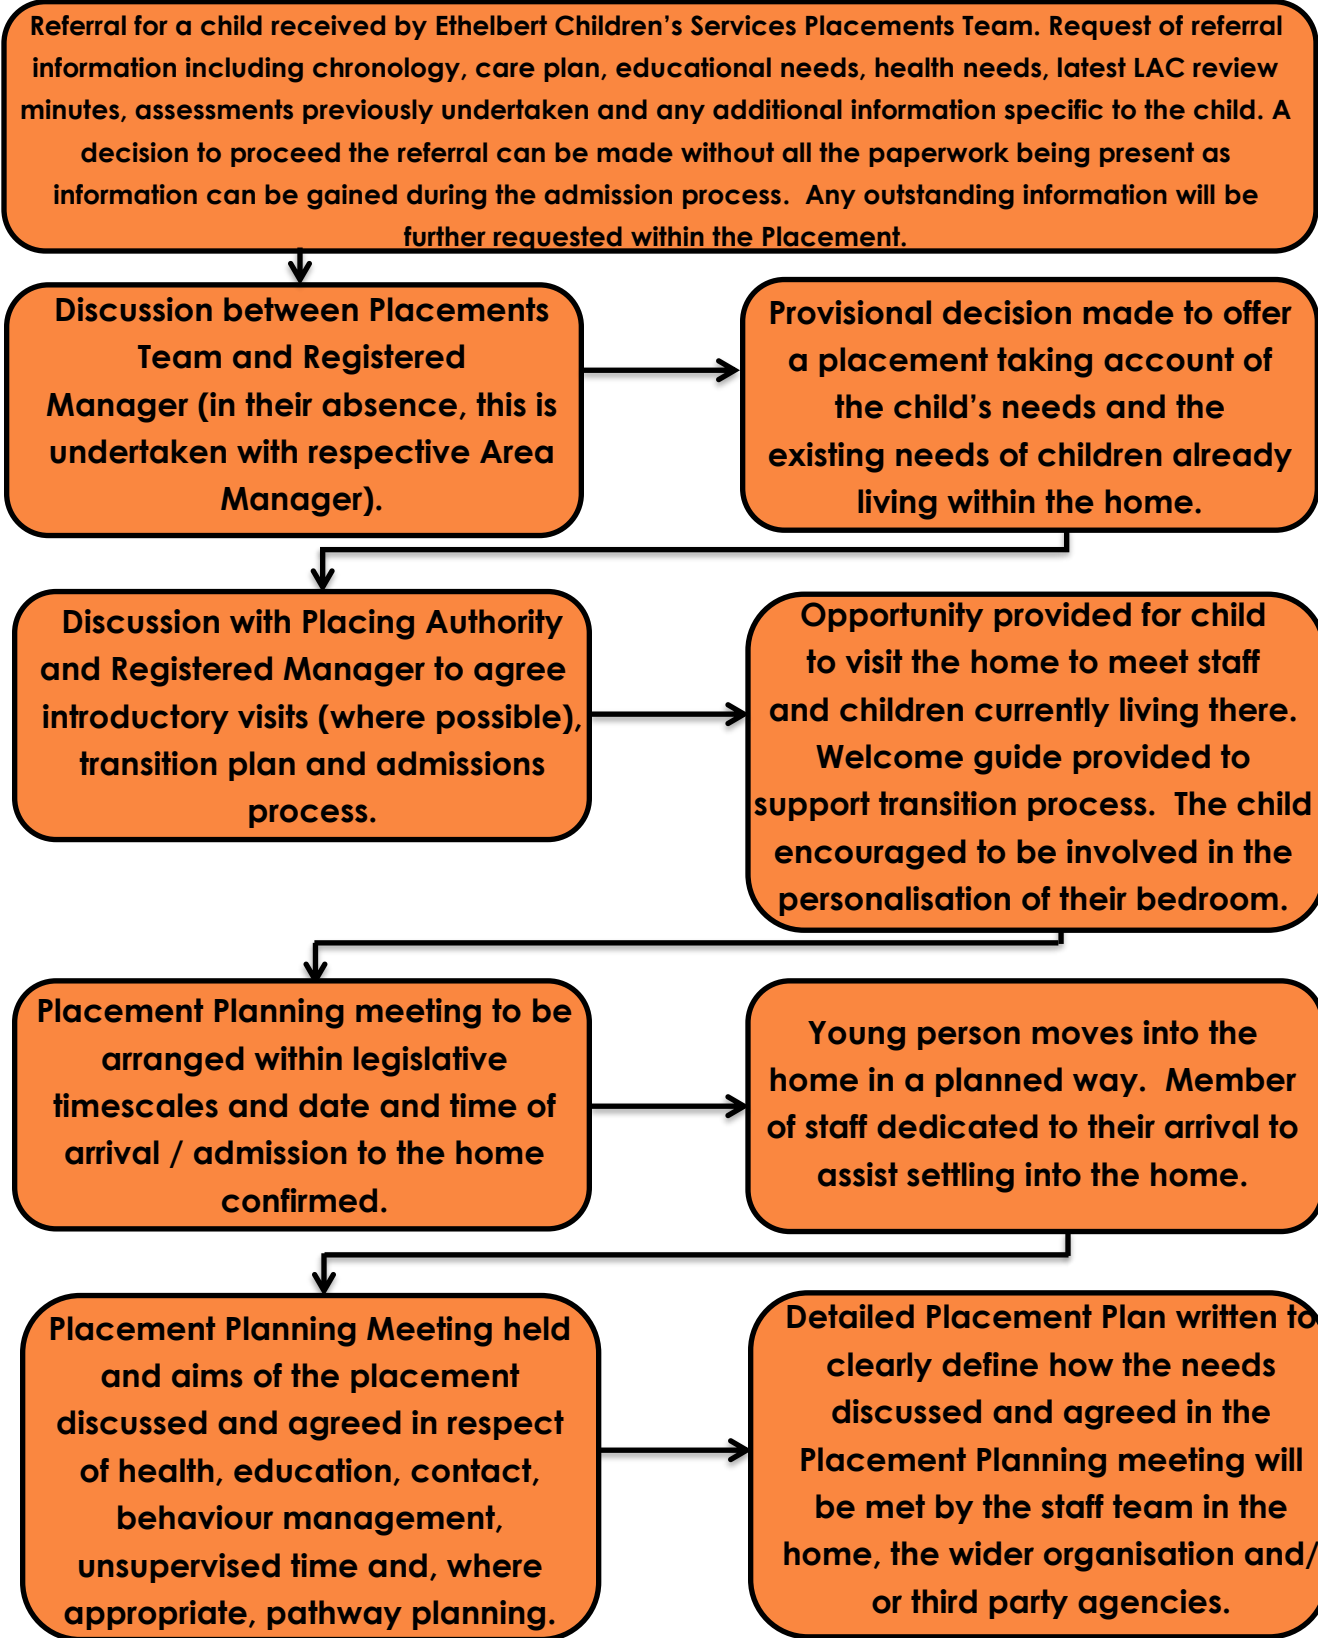 Referral for a child received by Ethelbert Children’s Services Placements Team. Request of referral
information including chronology, care plan, educational needs, health needs, latest LAC review
minutes, assessments previously undertaken and any additional information specific to the child. A
decision to proceed the referral can be made without all the paperwork being present as
information can be gained during the admission process.  Any outstanding information will be
further requested within the Placement.
Discussion between Placements
Team and Registered
Manager (in their absence, this is
undertaken with respective Area
Manager).
Provisional decision made to offer
a placement taking account of
the child’s needs and the
existing needs of children already
living within the home.
Discussion with Placing Authority
and Registered Manager to agree
introductory visits (where possible),
transition plan and admissions
process.
Opportunity provided for child
to visit the home to meet staff
and children currently living there.
Welcome guide provided to
support transition process.  The child
encouraged to be involved in the
personalisation of their bedroom.
Placement Planning meeting to be
arranged within legislative
timescales and date and time of
arrival / admission to the home
confirmed.
Young person moves into the
home in a planned way.  Member
of staff dedicated to their arrival to
assist settling into the home.
Placement Planning Meeting held
and aims of the placement
discussed and agreed in respect
of health, education, contact,
behaviour management,
unsupervised time and, where
appropriate, pathway planning.
Detailed Placement Plan written to
clearly define how the needs
discussed and agreed in the
Placement Planning meeting will
be met by the staff team in the
home, the wider organisation and/
or third party agencies.